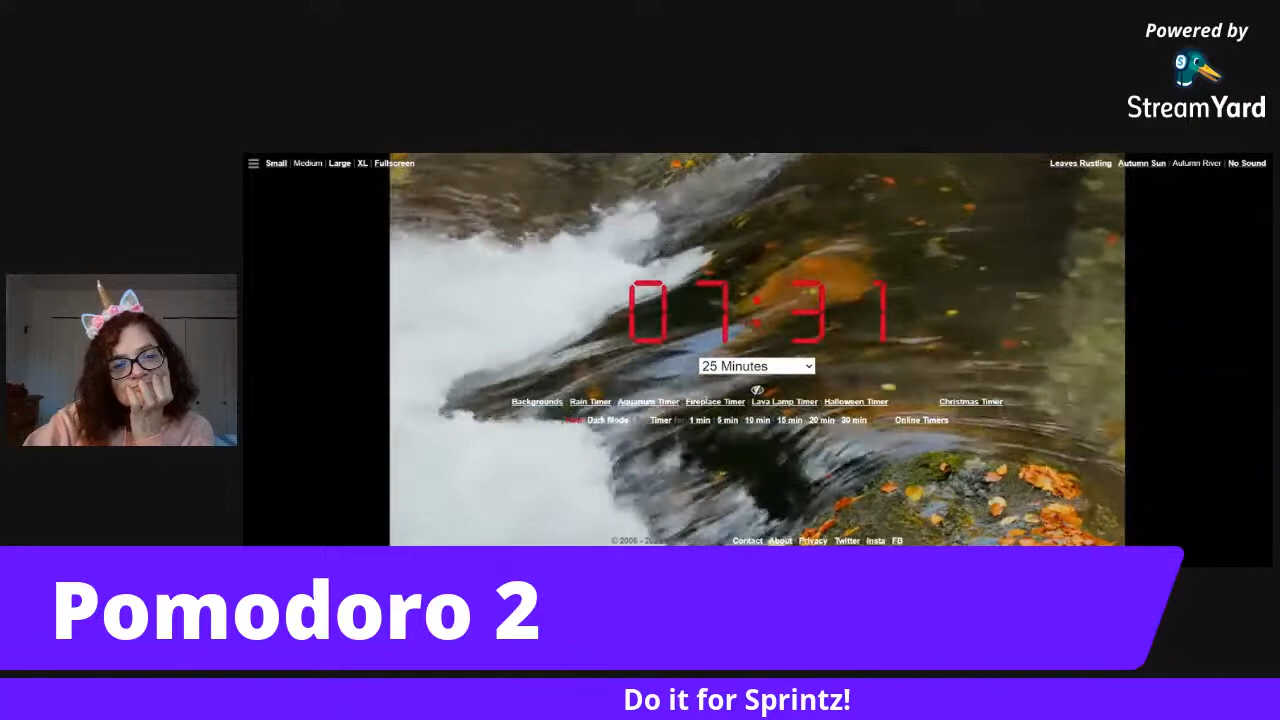 Powered by
StreamYard
Small | Medium | Large | XL | Fullscreen
Leaves Rustling Autumn Sun | Autumn River | No Sound
07:31
25 Minutes
Backgrounds Rain Timer Aquarium Timer Fireplace Timer Lava Lamp Timer Halloween Timer Christmas Timer
Dark Mode Timer for 1 min 5 min 10 min 15 min 20 min 30 min Online Timers
Contact About Privacy Twitter Insta FB
Pomodoro 2
Do it for Sprintz!